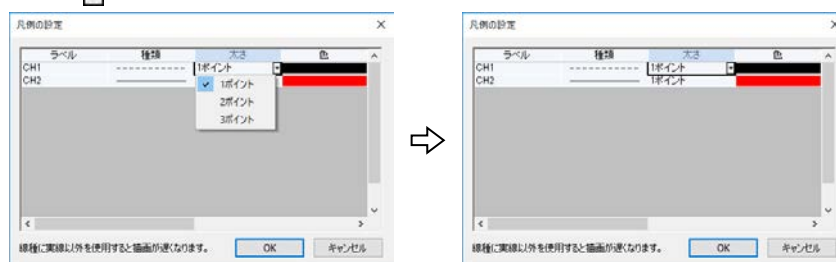 凡例の設定
ラベル 種類 太さ 色
CH1 1ポイント
CH2
1ポイント
2ポイント
3ポイント
線種に実線以外を使用すると描画が遅くなります。 OK キャンセル
凡例の設定
ラベル 種類 太さ 色
CH1 1ポイント
CH2 1ポイント
線種に実線以外を使用すると描画が遅くなります。 OK キャンセル